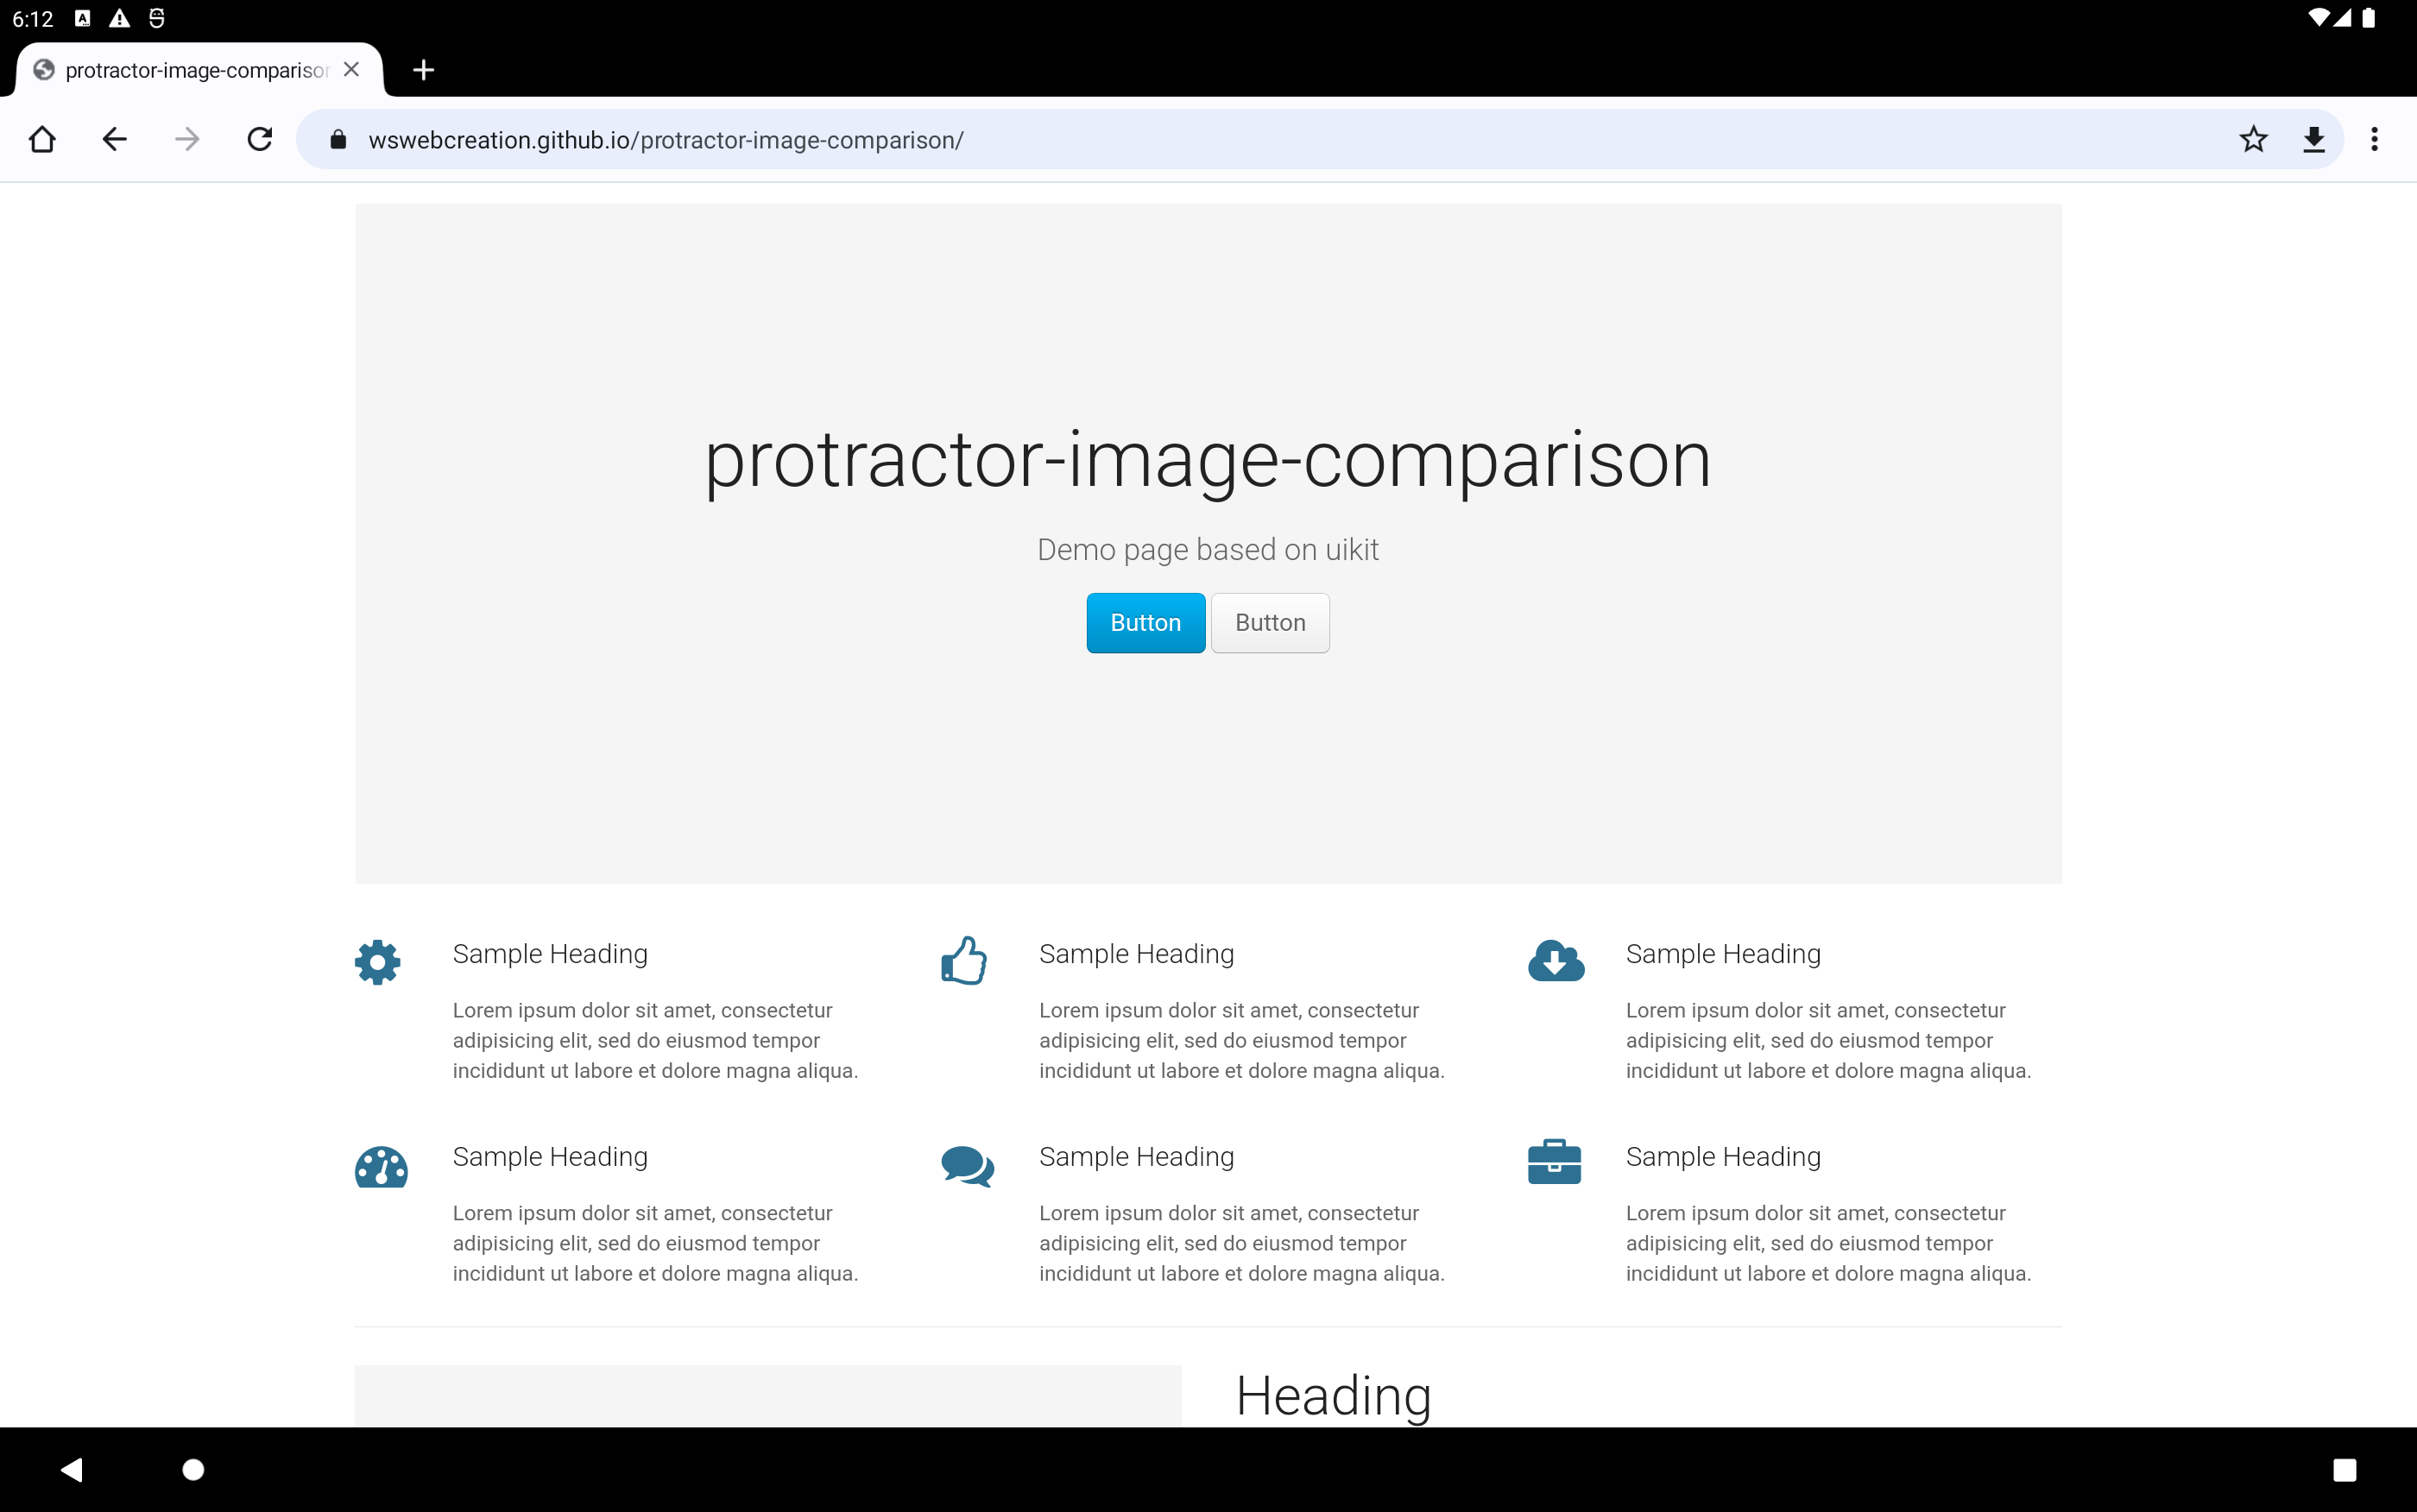 6:12
protractor-image-comparison
wswebcreation.github.io/protractor-image-comparison/
protractor-image-comparison
Demo page based on uikit
Button Button
Sample Heading
Lorem ipsum dolor sit amet, consectetur
adipisicing elit, sed do eiusmod tempor
incididunt ut labore et dolore magna aliqua.
Sample Heading
Lorem ipsum dolor sit amet, consectetur
adipisicing elit, sed do eiusmod tempor
incididunt ut labore et dolore magna aliqua.
Sample Heading
Lorem ipsum dolor sit amet, consectetur
adipisicing elit, sed do eiusmod tempor
incididunt ut labore et dolore magna aliqua.
Sample Heading
Lorem ipsum dolor sit amet, consectetur
adipisicing elit, sed do eiusmod tempor
incididunt ut labore et dolore magna aliqua.
Sample Heading
Lorem ipsum dolor sit amet, consectetur
adipisicing elit, sed do eiusmod tempor
incididunt ut labore et dolore magna aliqua.
Sample Heading
Lorem ipsum dolor sit amet, consectetur
adipisicing elit, sed do eiusmod tempor
incididunt ut labore et dolore magna aliqua.
Heading